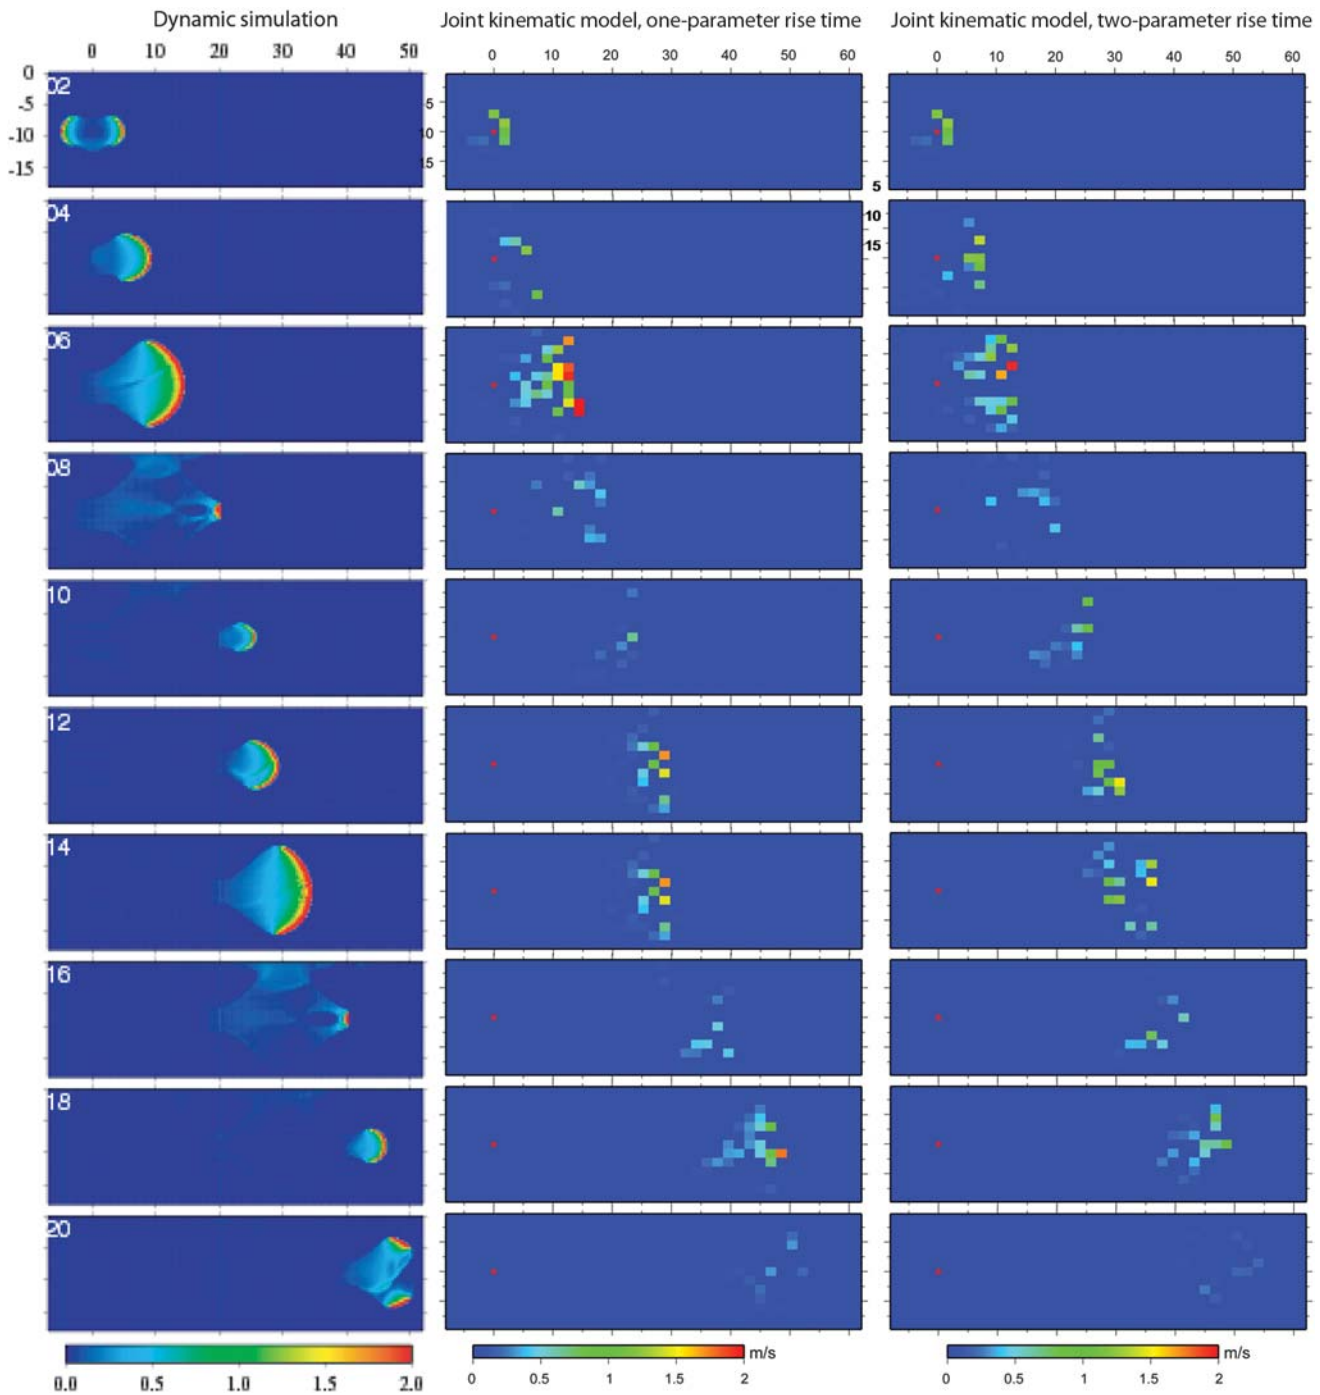 Dynamic simulation
Joint kinematic model, one-parameter rise time
Joint kinematic model, two-parameter rise time
0 10 20 30 40 50
0 10 20 30 40 50 60
0 10 20 30 40 50 60
0
-5
-10
-15
02
5
10
15
5
04
10
15
06
08
10
12
14
16
18
20
0.0 0.5 1.0 1.5 2.0
0 0.5 1 1.5 2 m/s
0 0.5 1 1.5 2 m/s